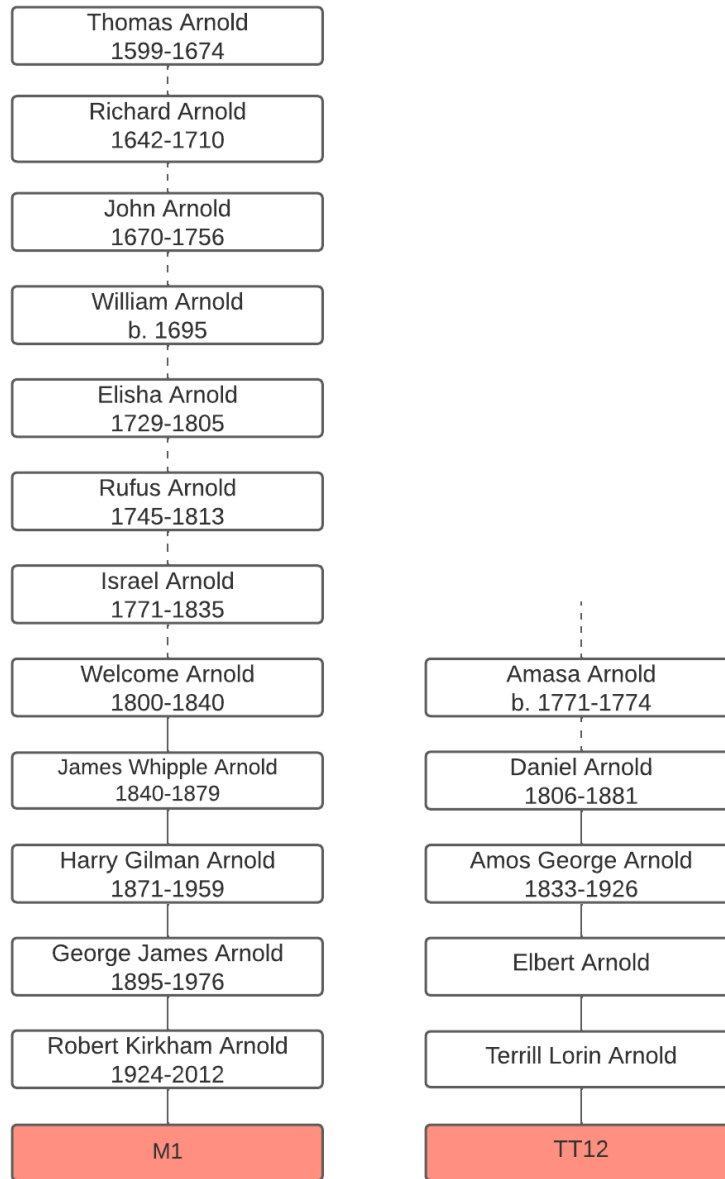 Thomas Arnold
1599-1674
Richard Arnold
1642-1710
John Arnold
1670-1756
William Arnold
b. 1695
Elisha Arnold
1729-1805
Rufus Arnold
1745-1813
Israel Arnold
1771-1835
Welcome Arnold
1800-1840
James Whipple Arnold
1840-1879
Harry Gilman Arnold
1871-1959
George James Arnold
1895-1976
Robert Kirkham Arnold
1924-2012
M1
Amasa Arnold
b. 1771-1774
Daniel Arnold
1806-1881
Amos George Arnold
1833-1926
Elbert Arnold
Terrill Lorin Arnold
TT12